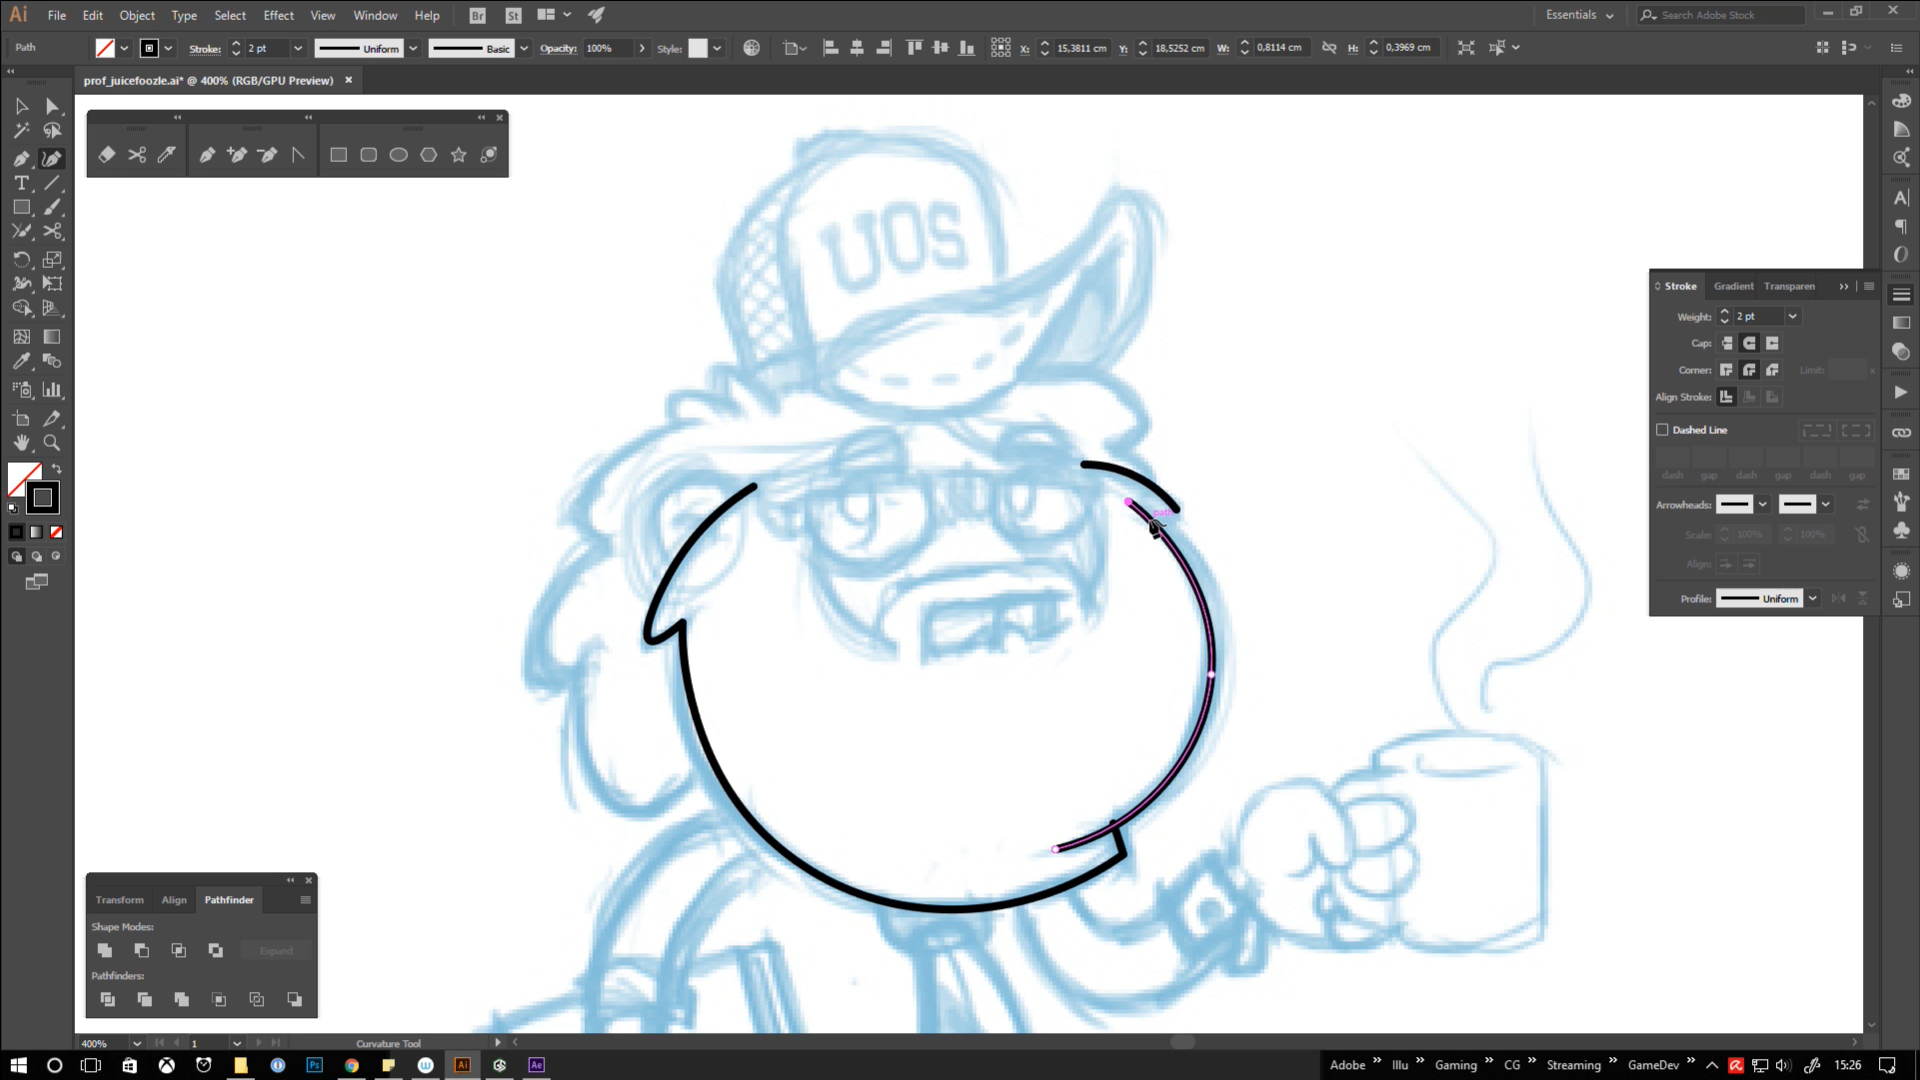 Ai File Edit Object Type Select Effect View Window Help Br St Essentials Search Adobe Stock
Path Stroke: 2 pt Uniform Basic Opacity: 100% Style: X: 15,3811 cm Y: 18,5252 cm W: 0,8114 cm H: 0,3969 cm
prof_juicefoozle.ai* @ 400% (RGB/GPU Preview)
UOS
path
Stroke Gradient Transparen
Weight: 2 pt
Cap:
Corner: Limit: x
Align Stroke:
Dashed Line
dash gap dash gap dash gap
Arrowheads:
Scale: 100% 100%
Align:
Profile: Uniform
Transform Align Pathfinder
Shape Modes:
Expand
Pathfinders:
400% 1 Curvature Tool
Ps Ai Ae Adobe Illu Gaming CG Streaming GameDev 15:26